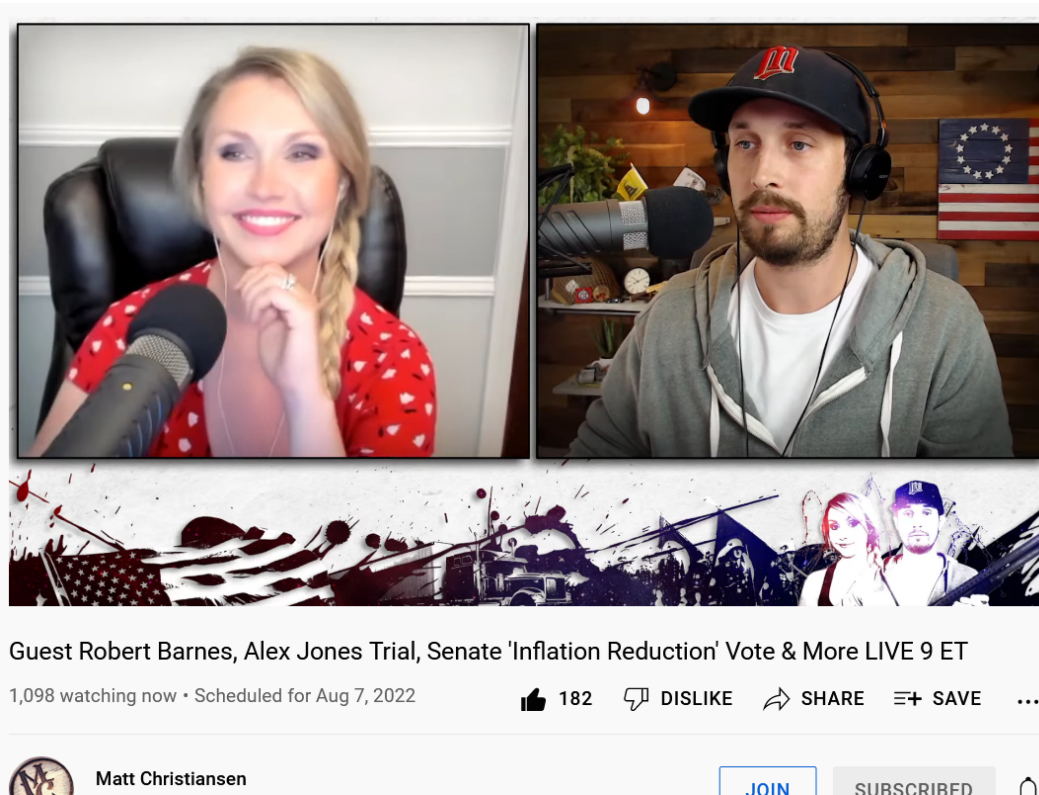 Guest Robert Barnes, Alex Jones Trial, Senate 'Inflation Reduction' Vote & More LIVE 9 ET
1,098 watching now • Scheduled for Aug 7, 2022
182 DISLIKE SHARE SAVE
Matt Christiansen
JOIN SUBSCRIBED